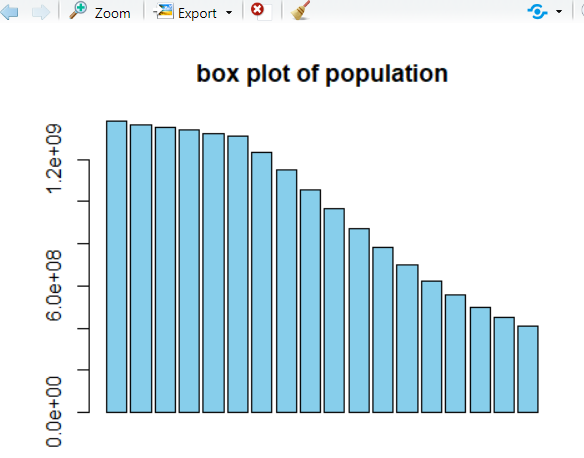 Zoom Export
box plot of population
1.2e+09
6.0e+08
0.0e+00